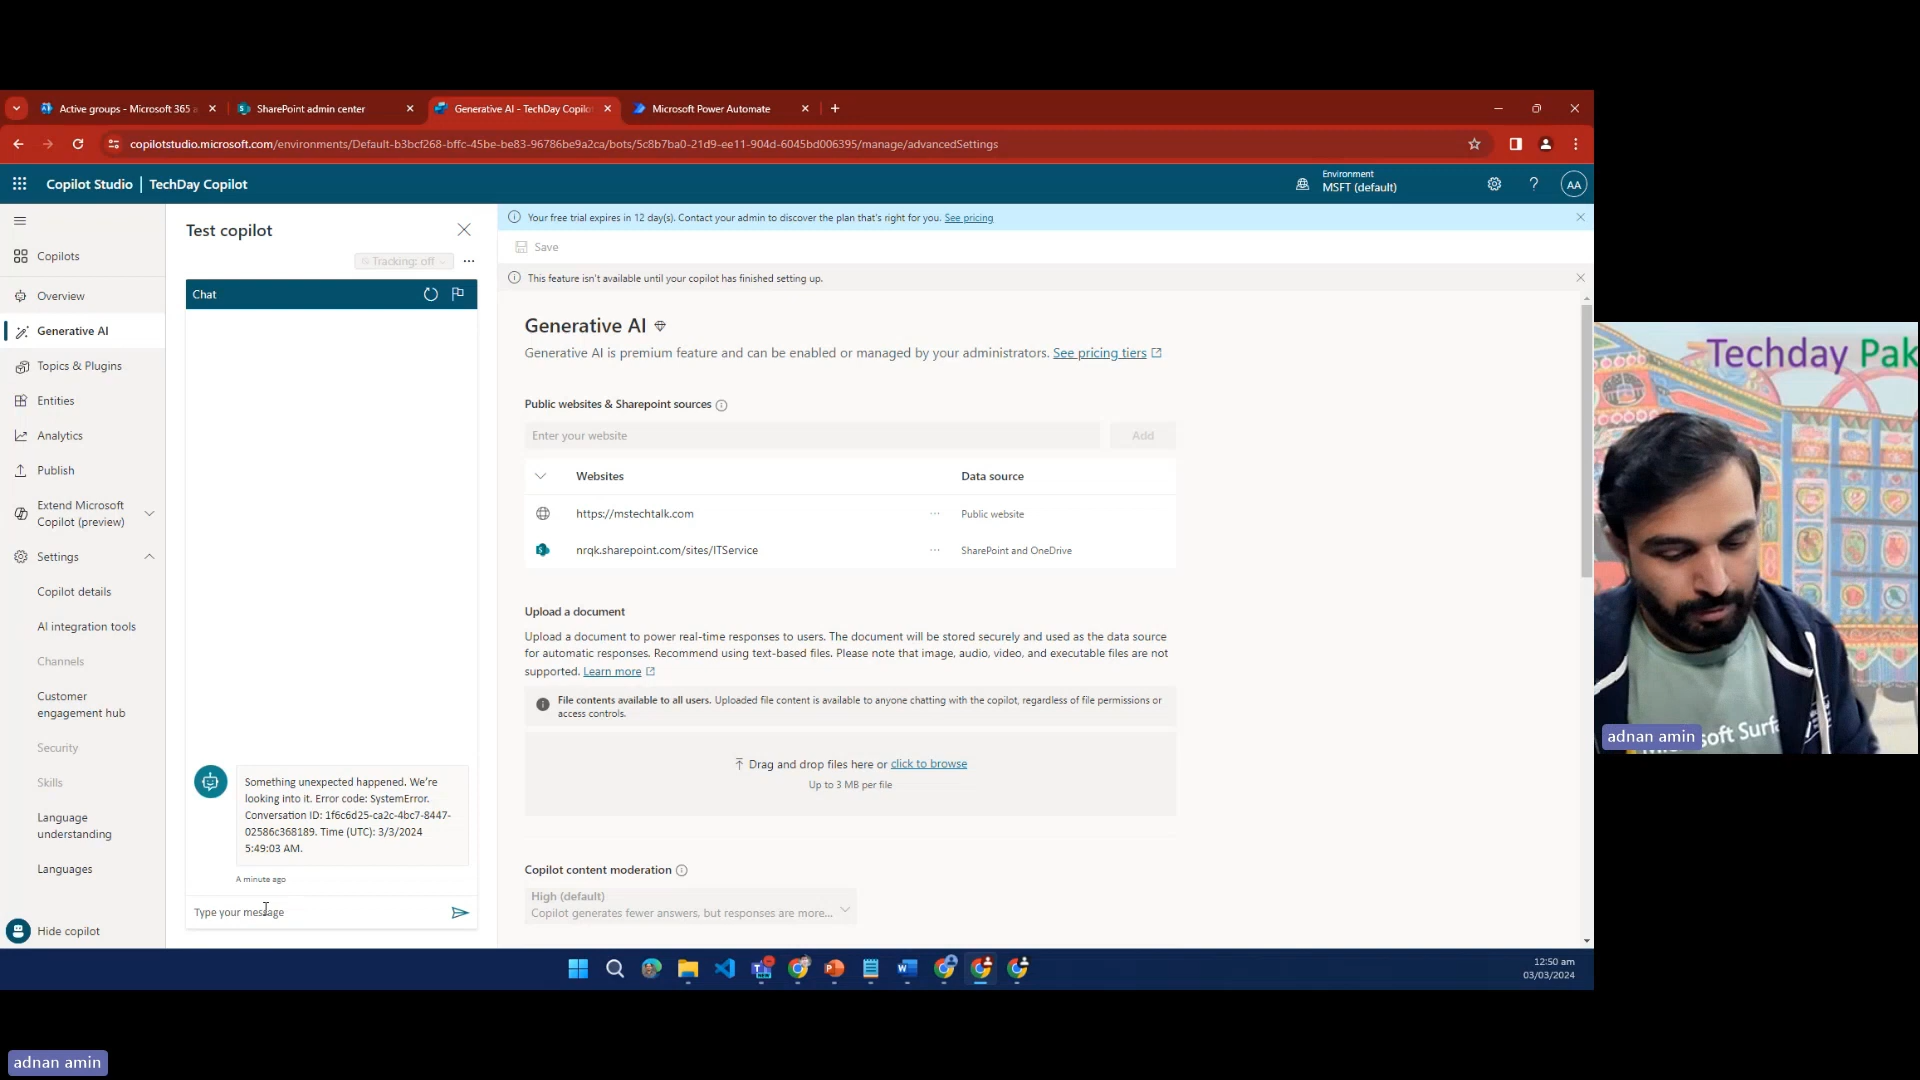 Active groups - Microsoft 365 a
SharePoint admin center
Generative AI - TechDay Copilo
Microsoft Power Automate
copilotstudio.microsoft.com/environments/Default-b3bcf268-bffc-45be-be83-96786be9a2ca/bots/5c8b7ba0-21d9-ee11-904d-6045bd006395/manage/advancedSettings
Copilot Studio | TechDay Copilot
Environment
MSFT (default)
?
AA
Copilots
Overview
Generative AI
Topics & Plugins
Entities
Analytics
Publish
Extend Microsoft
Copilot (preview)
Settings
Copilot details
AI integration tools
Channels
Customer
engagement hub
Security
Skills
Language
understanding
Languages
Hide copilot
Test copilot
Tracking: off
Chat
Something unexpected happened. We're
looking into it. Error code: SystemError.
Conversation ID: 1f6c6d25-ca2c-4bc7-8447-
02586c368189. Time (UTC): 3/3/2024
5:49:03 AM.
A minute ago
Type your message
Your free trial expires in 12 day(s). Contact your admin to discover the plan that's right for you. See pricing
Save
This feature isn't available until your copilot has finished setting up.
Generative AI
Generative AI is premium feature and can be enabled or managed by your administrators. See pricing tiers
Public websites & Sharepoint sources
Enter your website
Add
Websites
Data source
https://mstechtalk.com
Public website
nrqk.sharepoint.com/sites/ITService
SharePoint and OneDrive
Upload a document
Upload a document to power real-time responses to users. The document will be stored securely and used as the data source
for automatic responses. Recommend using text-based files. Please note that image, audio, video, and executable files are not
supported. Learn more
File contents available to all users. Uploaded file content is available to anyone chatting with the copilot, regardless of file permissions or
access controls.
Drag and drop files here or click to browse
Up to 3 MB per file
Copilot content moderation
High (default)
Copilot generates fewer answers, but responses are more...
12:50 am
03/03/2024
Techday Pak
adnan amin
soft Surfa
adnan amin